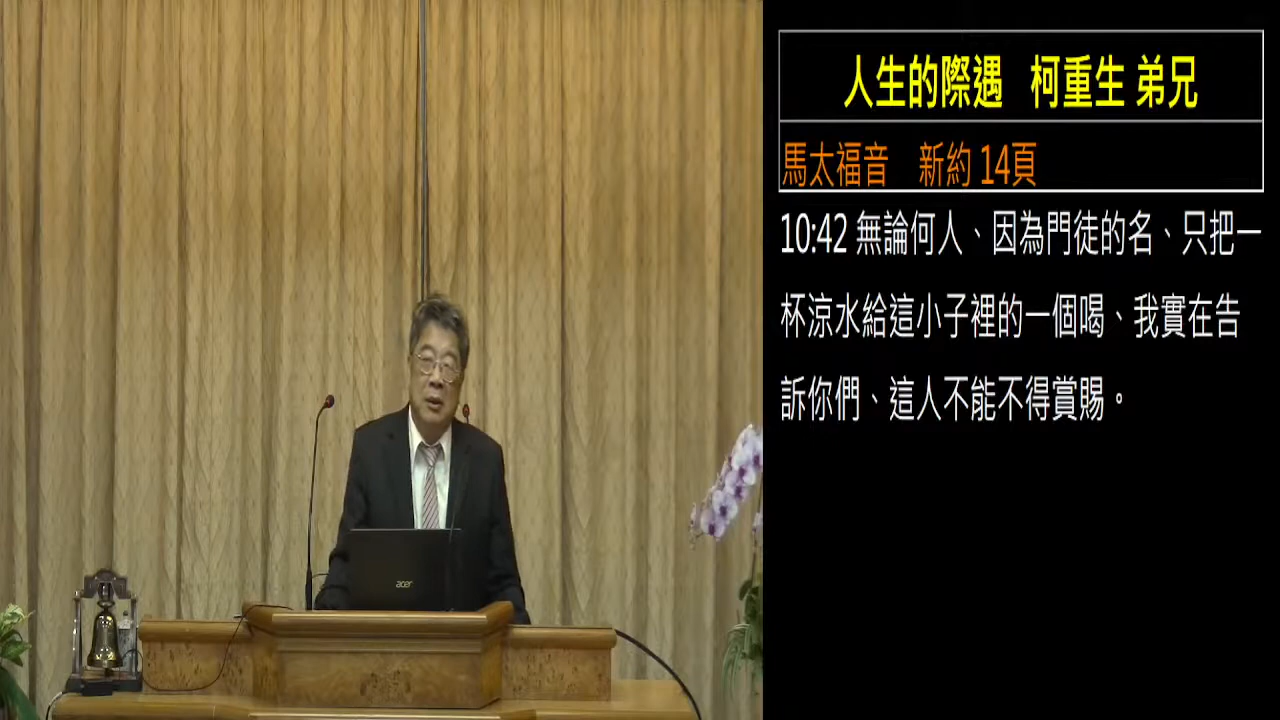 人生的際遇 柯重生 弟兄
馬太福音 新約 14頁
10:42 無論何人、因為門徒的名、只把一
杯涼水給這小子裡的一個喝、我實在告
訴你們、這人不能不得賞賜。
acer